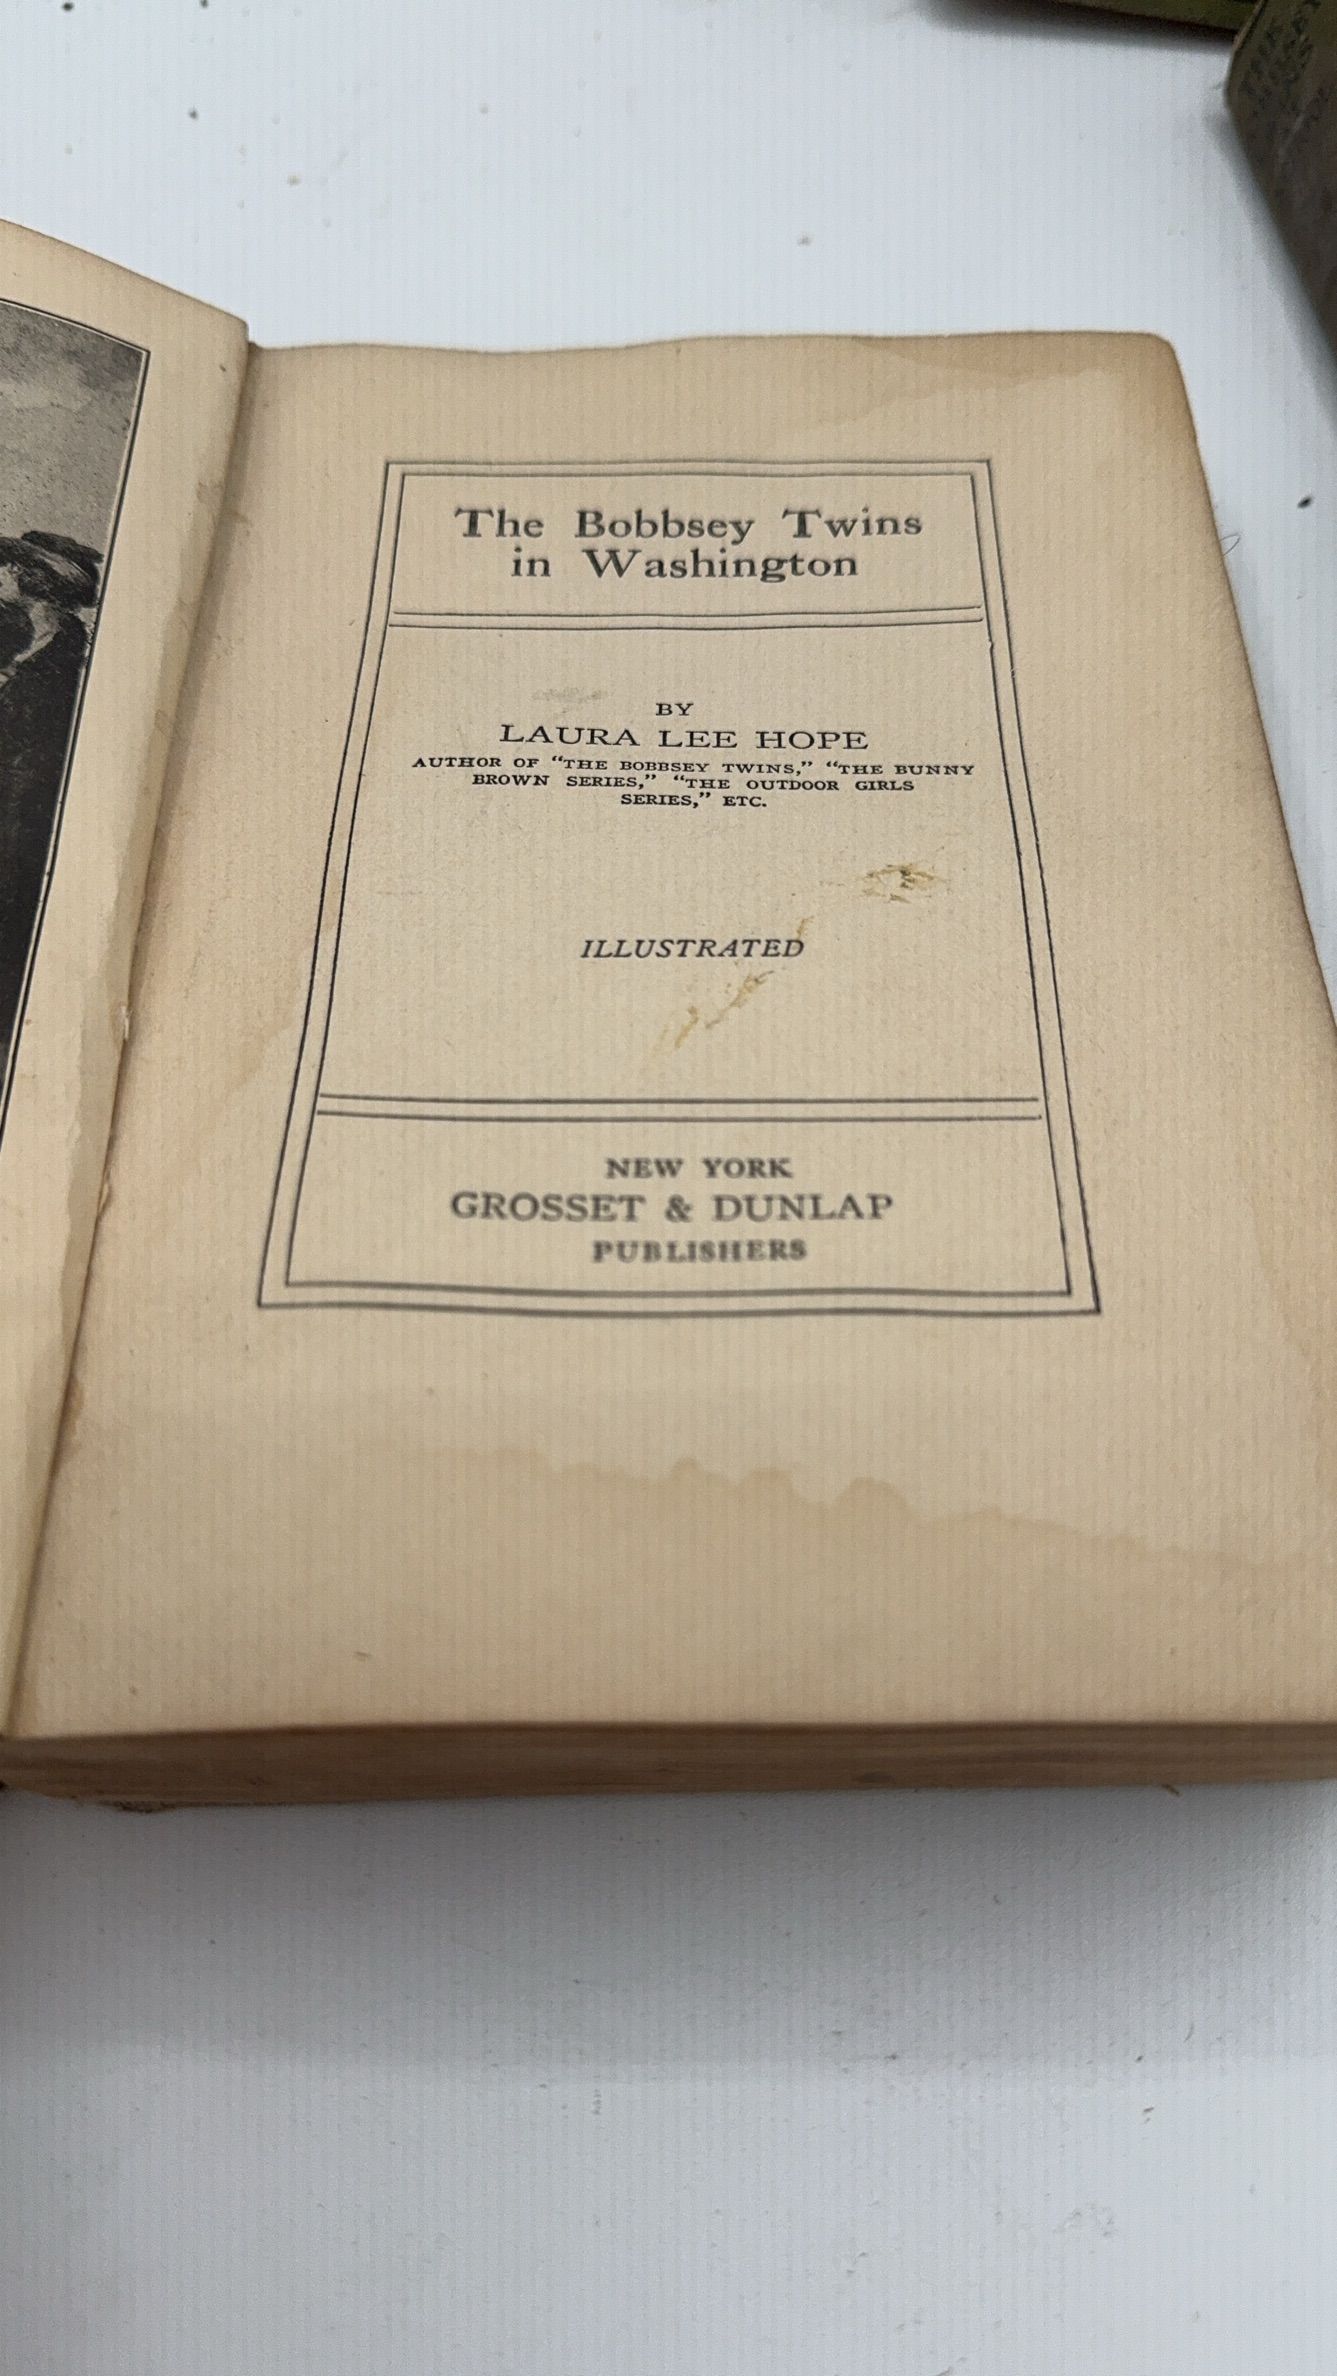 The Bobbsey Twins
in Washington
BY
LAURA LEE HOPE
AUTHOR OF “THE BOBBSEY TWINS,” “THE BUNNY
BROWN SERIES,” “THE OUTDOOR GIRLS
SERIES,” ETC.
ILLUSTRATED
NEW YORK
GROSSET & DUNLAP
PUBLISHERS